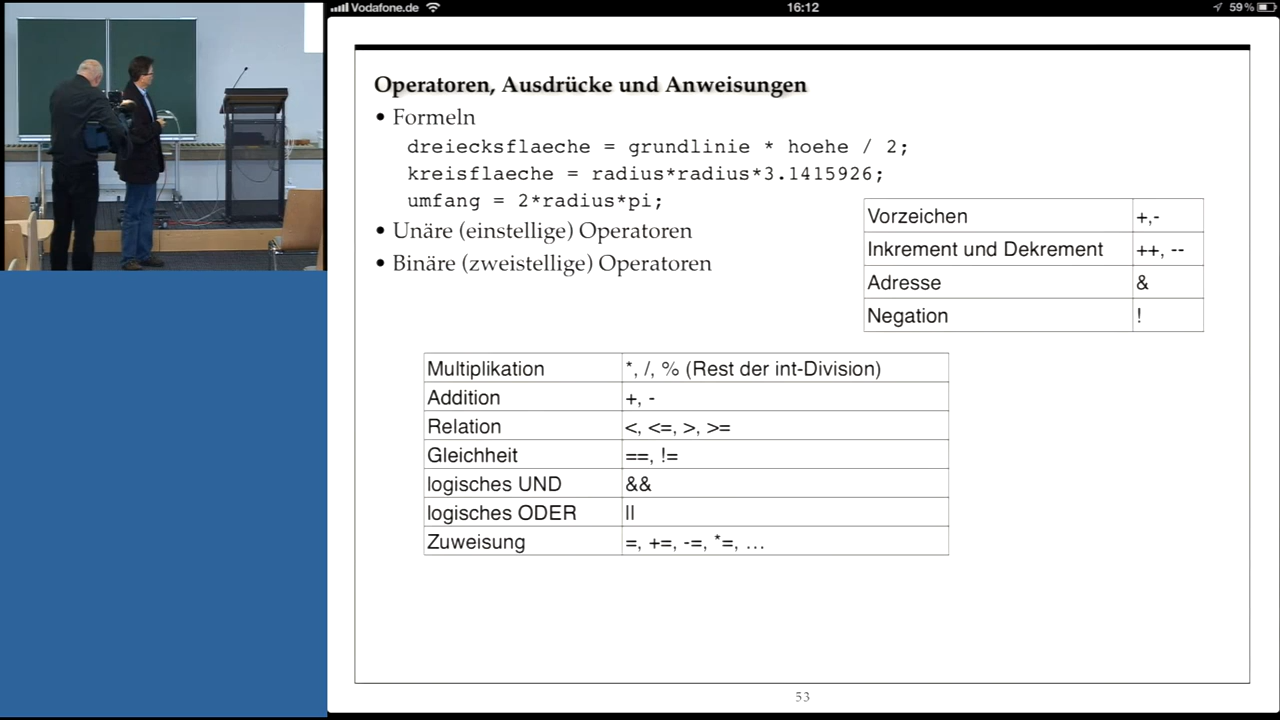 Vodafone.de 16:12 59 %
Operatoren, Ausdrücke und Anweisungen
• Formeln
dreiecksflaeche = grundlinie * hoehe / 2;
kreisflaeche = radius*radius*3.1415926;
umfang = 2*radius*pi;
• Unäre (einstellige) Operatoren
• Binäre (zweistellige) Operatoren
Vorzeichen +,-
Inkrement und Dekrement ++, --
Adresse &
Negation !
Multiplikation *, /, % (Rest der int-Division)
Addition +, -
Relation <, <=, >, >=
Gleichheit ==, !=
logisches UND &&
logisches ODER ||
Zuweisung =, +=, -=, *=, …
53